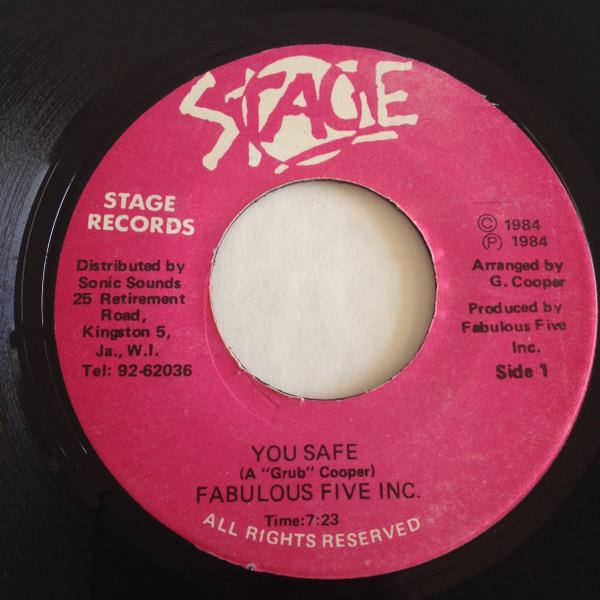 STAGE
STAGE
RECORDS
Distributed by
Sonic Sounds
25 Retirement
Road,
Kingston 5,
Ja., W.I.
Tel: 92-62036
© 1984
℗ 1984
Arranged by
G. Cooper
Produced by
Fabulous Five
Inc.
Side 1
YOU SAFE
(A "Grub" Cooper)
FABULOUS FIVE INC.
Time:7:23
ALL RIGHTS RESERVED